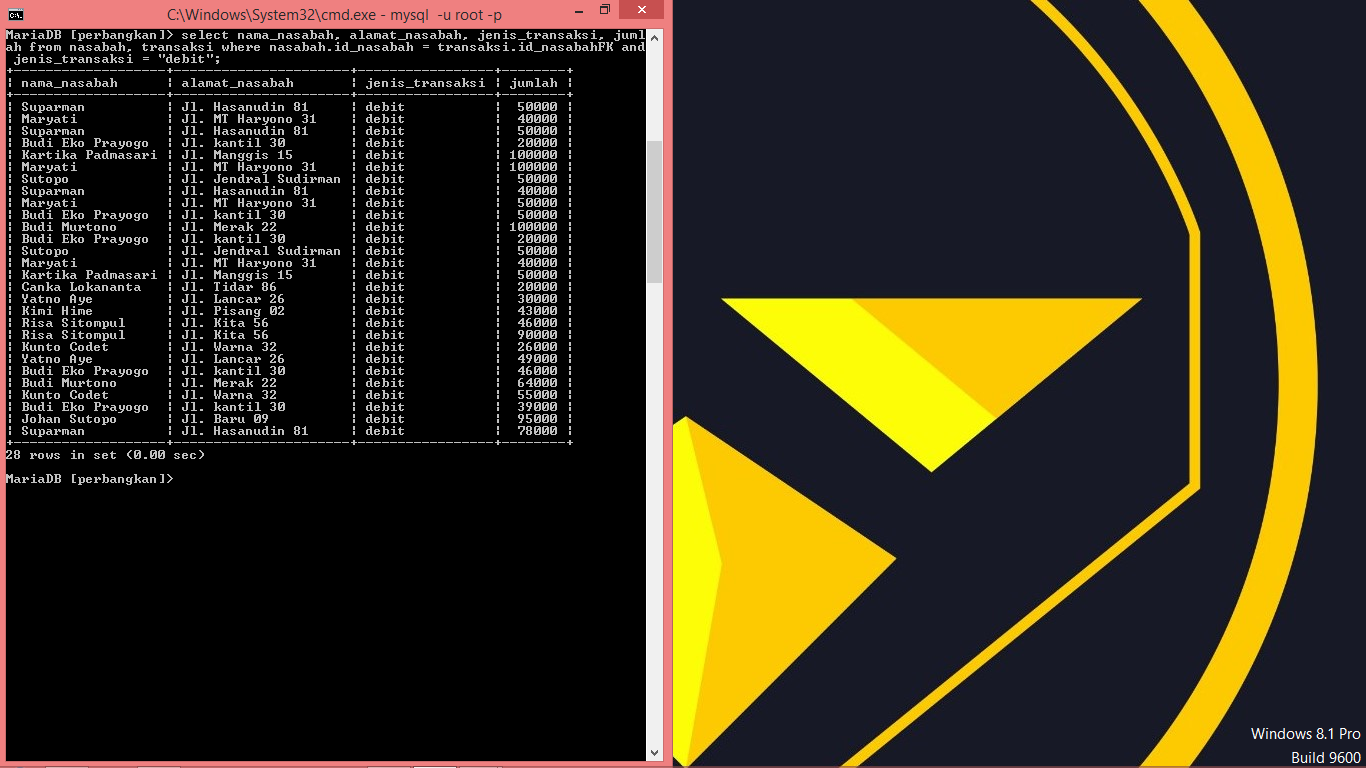 C:\Windows\System32\cmd.exe - mysql  -u root -p
MariaDB [perbangkan]> select nama_nasabah, alamat_nasabah, jenis_transaksi, juml
ah from nasabah, transaksi where nasabah.id_nasabah = transaksi.id_nasabahFK and
 jenis_transaksi = "debit";
+-------------------+----------------------+-----------------+--------+
| nama_nasabah      | alamat_nasabah       | jenis_transaksi | jumlah |
+-------------------+----------------------+-----------------+--------+
| Suparman          | Jl. Hasanudin 81     | debit           |  50000 |
| Maryati           | Jl. MT Haryono 31    | debit           |  40000 |
| Suparman          | Jl. Hasanudin 81     | debit           |  50000 |
| Budi Eko Prayogo  | Jl. kantil 30        | debit           |  20000 |
| Kartika Padmasari | Jl. Manggis 15       | debit           | 100000 |
| Maryati           | Jl. MT Haryono 31    | debit           | 100000 |
| Sutopo            | Jl. Jendral Sudirman | debit           |  50000 |
| Suparman          | Jl. Hasanudin 81     | debit           |  40000 |
| Maryati           | Jl. MT Haryono 31    | debit           |  50000 |
| Budi Eko Prayogo  | Jl. kantil 30        | debit           |  50000 |
| Budi Murtono      | Jl. Merak 22         | debit           | 100000 |
| Budi Eko Prayogo  | Jl. kantil 30        | debit           |  20000 |
| Sutopo            | Jl. Jendral Sudirman | debit           |  50000 |
| Maryati           | Jl. MT Haryono 31    | debit           |  40000 |
| Kartika Padmasari | Jl. Manggis 15       | debit           |  50000 |
| Canka Lokananta   | Jl. Tidar 86         | debit           |  20000 |
| Yatno Aye         | Jl. Lancar 26        | debit           |  30000 |
| Kimi Hime         | Jl. Pisang 02        | debit           |  43000 |
| Risa Sitompul     | Jl. Kita 56          | debit           |  46000 |
| Risa Sitompul     | Jl. Kita 56          | debit           |  90000 |
| Kunto Codet       | Jl. Warna 32         | debit           |  26000 |
| Yatno Aye         | Jl. Lancar 26        | debit           |  49000 |
| Budi Eko Prayogo  | Jl. kantil 30        | debit           |  46000 |
| Budi Murtono      | Jl. Merak 22         | debit           |  64000 |
| Kunto Codet       | Jl. Warna 32         | debit           |  55000 |
| Budi Eko Prayogo  | Jl. kantil 30        | debit           |  39000 |
| Johan Sutopo      | Jl. Baru 09          | debit           |  95000 |
| Suparman          | Jl. Hasanudin 81     | debit           |  78000 |
+-------------------+----------------------+-----------------+--------+
28 rows in set (0.00 sec)
MariaDB [perbangkan]>
Windows 8.1 Pro
Build 9600